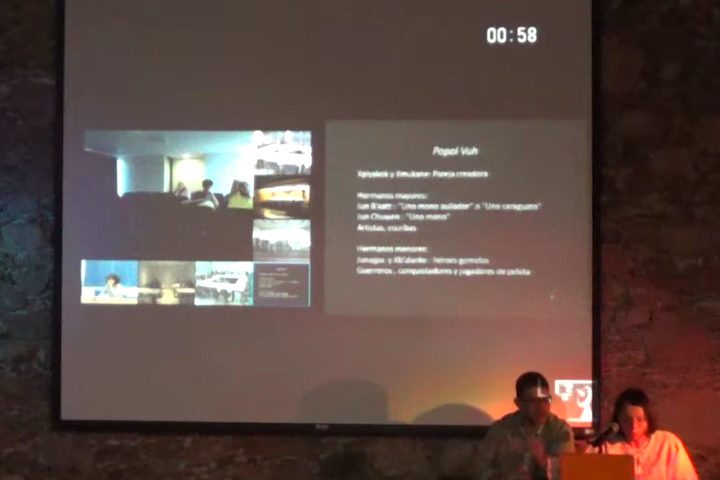 00:58
Popol Vuh
Xpiyakok y Xmukane: Pareja creadora
Hermanos mayores:
Jun B'aatz : "Uno mono aullador" o "Uno saraguato"
Jun Chuwen : "Uno mono"
Artistas, escribas
Hermanos menores:
Junajpu y Xb'alanke : héroes gemelos
Guerreros , conquistadores y jugadores de pelota